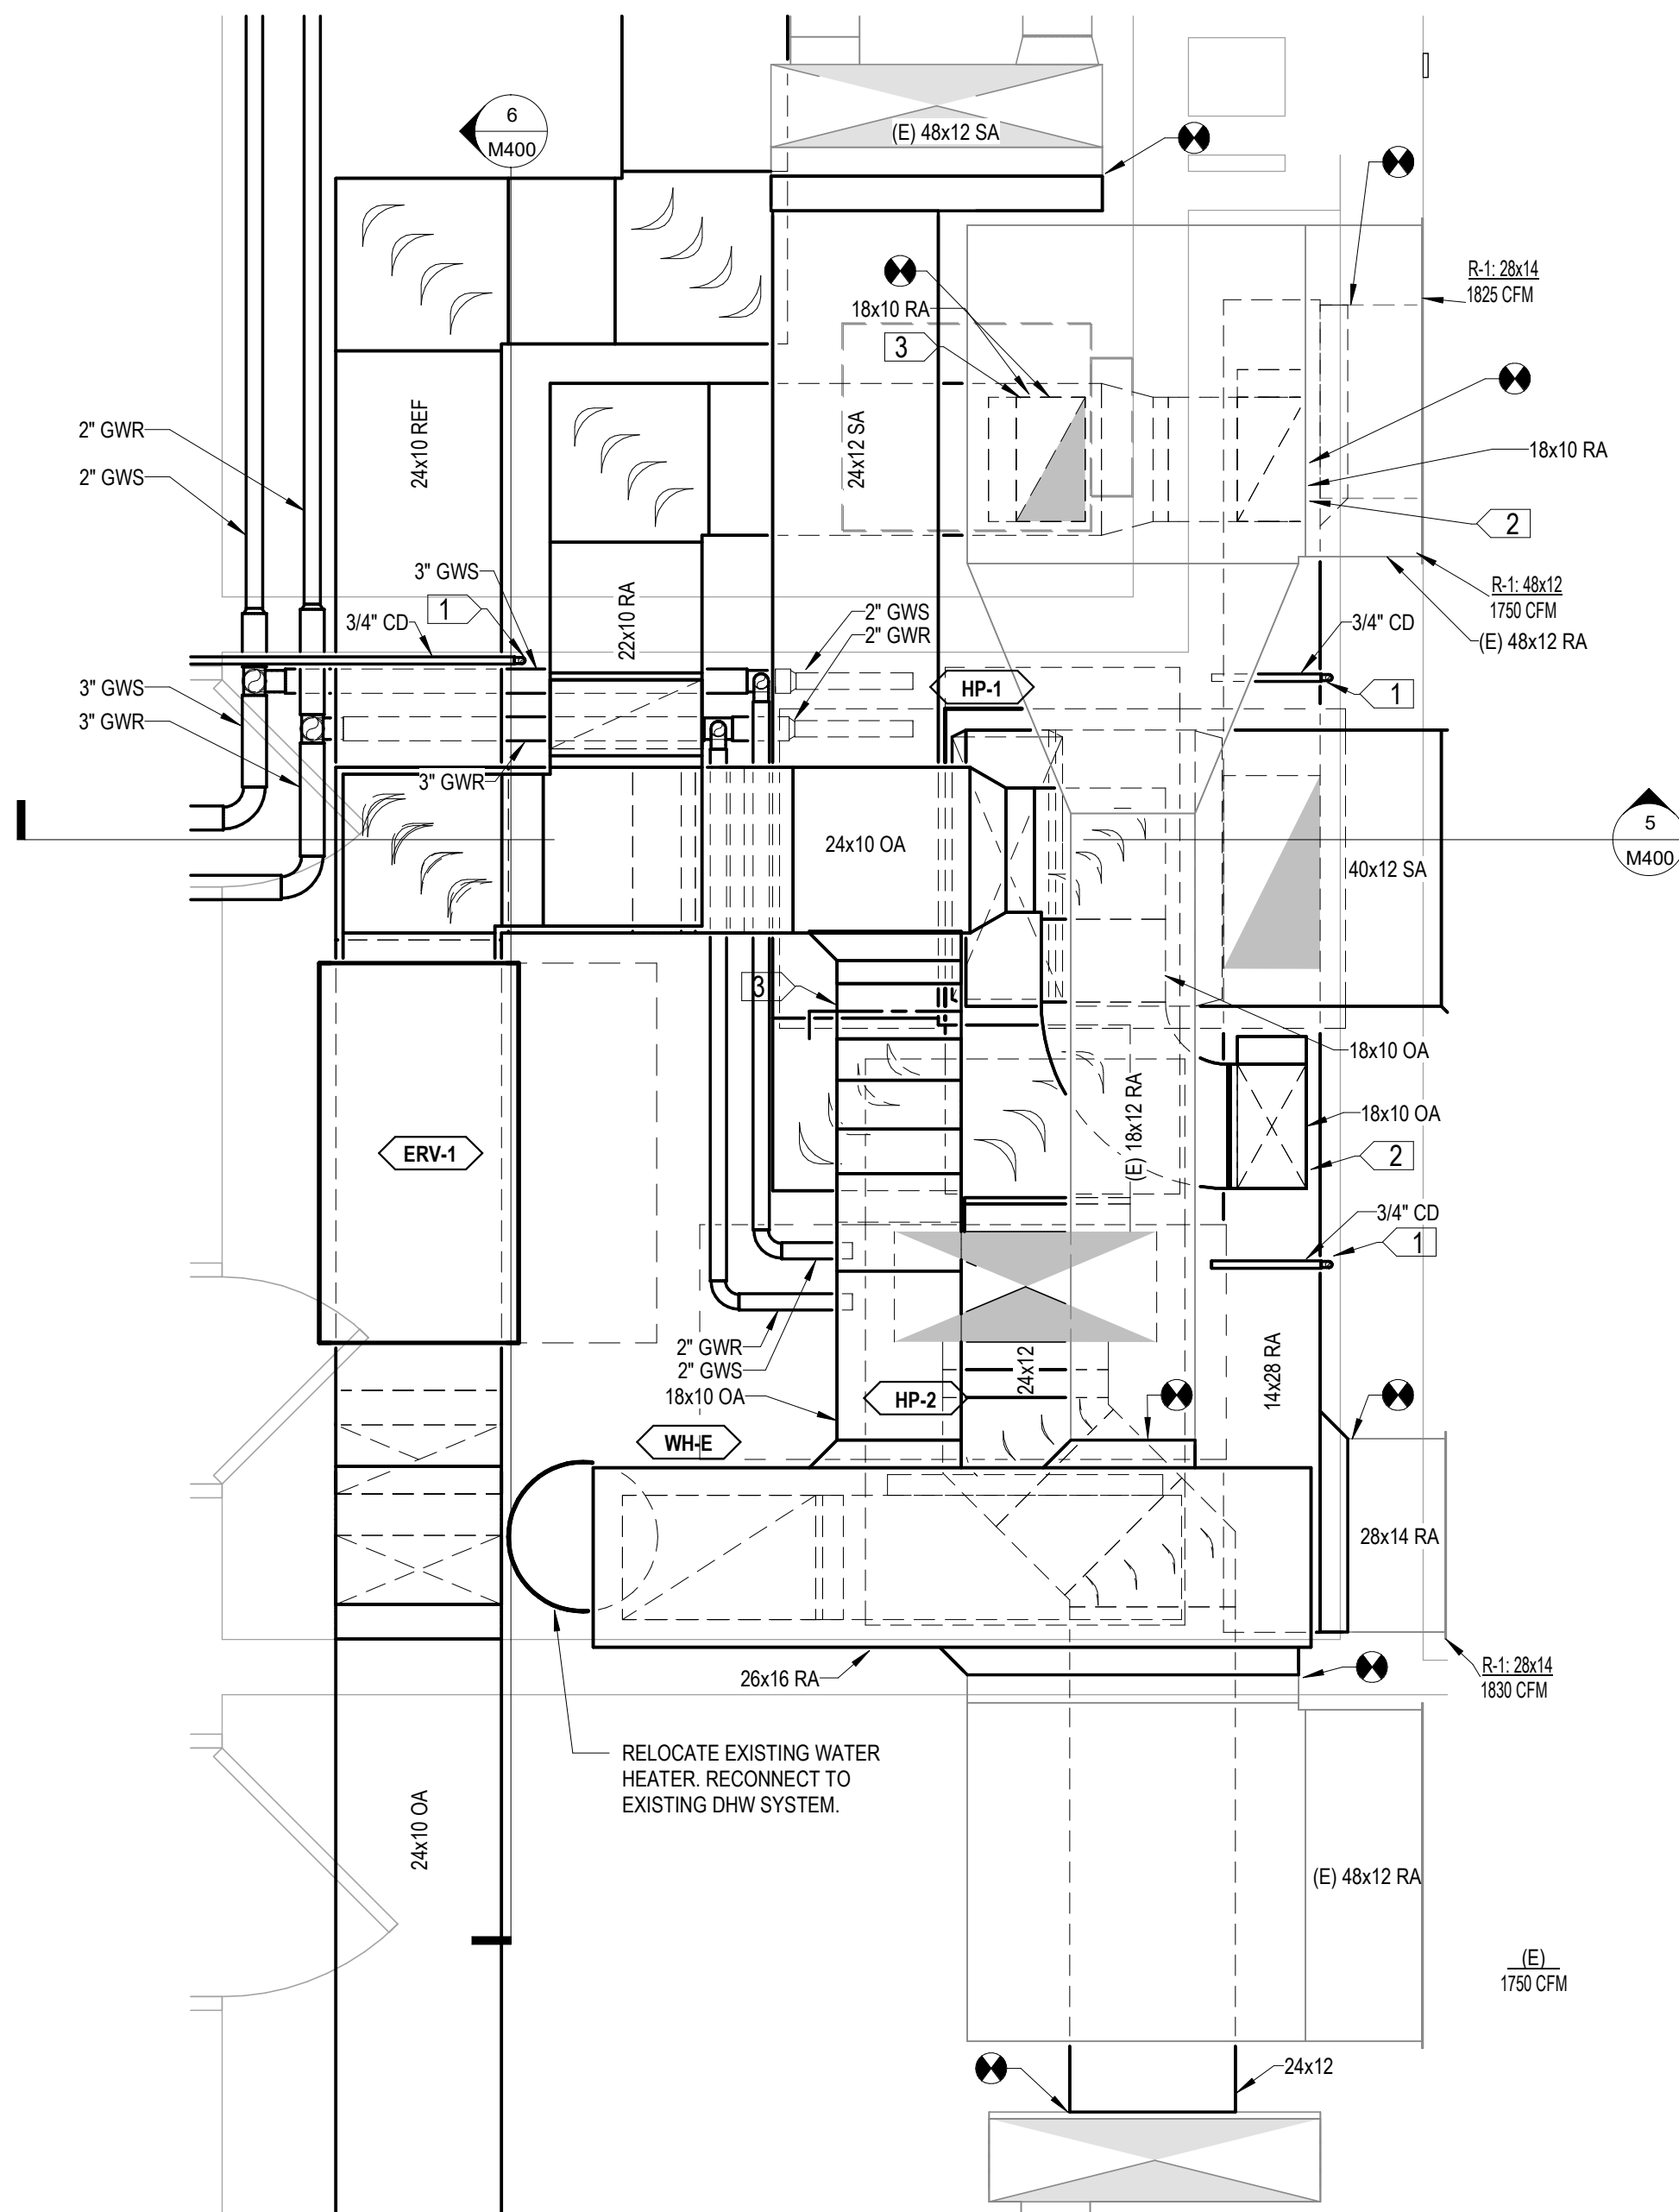 6
M400
(E) 48x12 SA
R-1: 28x14
1825 CFM
18x10 RA
3
24x10 REF
24x12 SA
2" GWR
2" GWS
18x10 RA
2
3" GWS
1
3/4" CD
22x10 RA
2" GWS
2" GWR
R-1: 48x12
1750 CFM
3/4" CD
(E) 48x12 RA
HP-1
1
3" GWS
3" GWR
3" GWR
24x10 OA
40x12 SA
5
M400
3
18x10 OA
(E) 18x12 RA
18x10 OA
2
ERV-1
3/4" CD
1
2" GWR
2" GWS
18x10 OA
24x12
14x28 RA
HP-2
WH-E
28x14 RA
26x16 RA
R-1: 28x14
1830 CFM
RELOCATE EXISTING WATER
HEATER. RECONNECT TO
EXISTING DHW SYSTEM.
24x10 OA
(E) 48x12 RA
(E)
1750 CFM
24x12